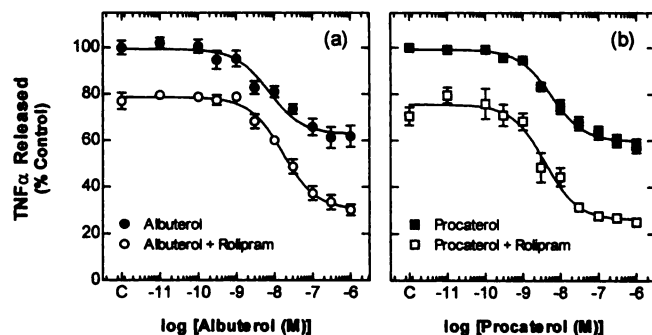 TNFα Released
(% Control)
100
80
60
40
20
0
(a)
Albuterol
Albuterol + Rolipram
C -11 -10 -9 -8 -7 -6
log [Albuterol (M)]
(b)
Procaterol
Procaterol + Rolipram
C -11 -10 -9 -8 -7 -6
log [Procaterol (M)]